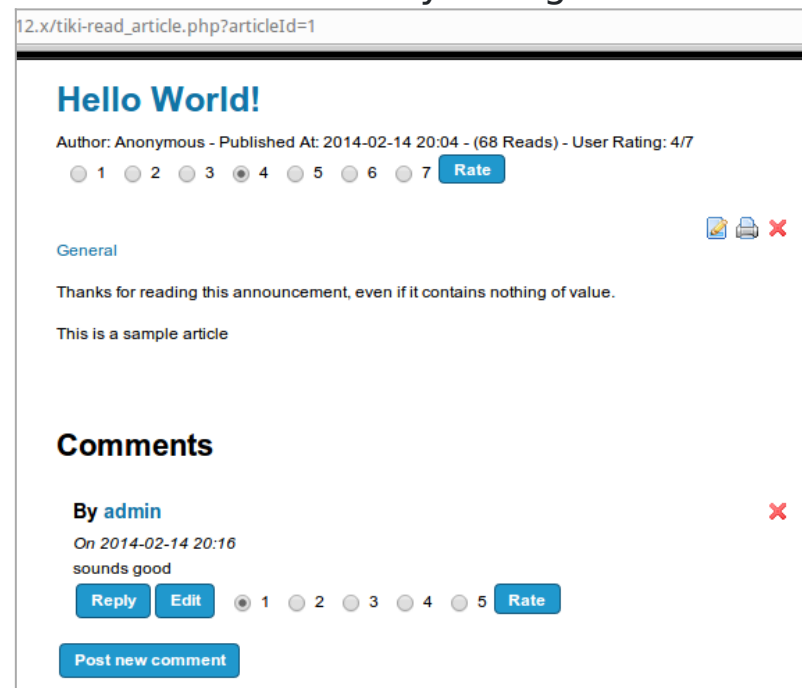 12.x/tiki-read_article.php?articleId=1
Hello World!
Author: Anonymous - Published At: 2014-02-14 20:04 - (68 Reads) - User Rating: 4/7
1 2 3 4 5 6 7 Rate
General
Thanks for reading this announcement, even if it contains nothing of value.
This is a sample article
Comments
By admin
On 2014-02-14 20:16
sounds good
Reply Edit 1 2 3 4 5 Rate
Post new comment